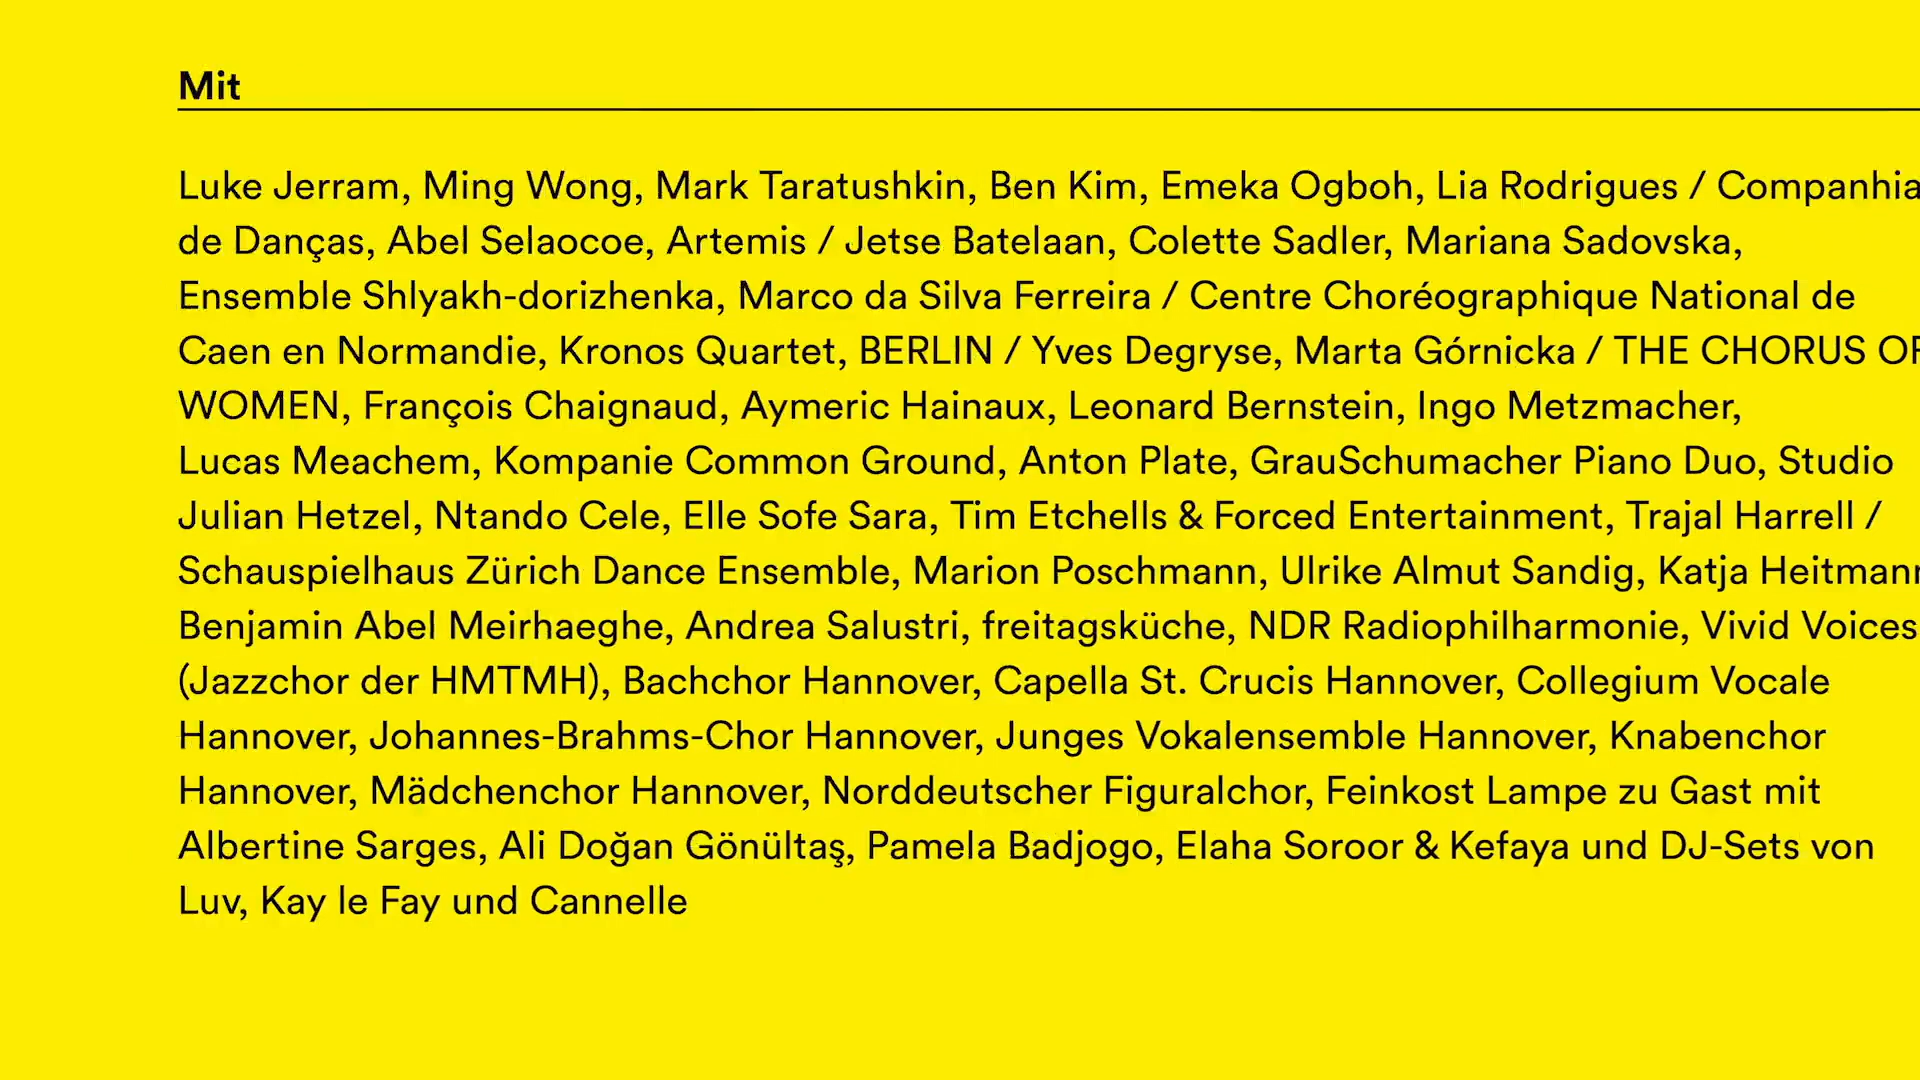 Mit
Luke Jerram, Ming Wong, Mark Taratushkin, Ben Kim, Emeka Ogboh, Lia Rodrigues / Companhia
de Danças, Abel Selaocoe, Artemis / Jetse Batelaan, Colette Sadler, Mariana Sadovska,
Ensemble Shlyakh-dorizhenka, Marco da Silva Ferreira / Centre Choréographique National de
Caen en Normandie, Kronos Quartet, BERLIN / Yves Degryse, Marta Górnicka / THE CHORUS OF
WOMEN, François Chaignaud, Aymeric Hainaux, Leonard Bernstein, Ingo Metzmacher,
Lucas Meachem, Kompanie Common Ground, Anton Plate, GrauSchumacher Piano Duo, Studio
Julian Hetzel, Ntando Cele, Elle Sofe Sara, Tim Etchells & Forced Entertainment, Trajal Harrell /
Schauspielhaus Zürich Dance Ensemble, Marion Poschmann, Ulrike Almut Sandig, Katja Heitmann
Benjamin Abel Meirhaeghe, Andrea Salustri, freitagsküche, NDR Radiophilharmonie, Vivid Voices
(Jazzchor der HMTMH), Bachchor Hannover, Capella St. Crucis Hannover, Collegium Vocale
Hannover, Johannes-Brahms-Chor Hannover, Junges Vokalensemble Hannover, Knabenchor
Hannover, Mädchenchor Hannover, Norddeutscher Figuralchor, Feinkost Lampe zu Gast mit
Albertine Sarges, Ali Doğan Gönültaş, Pamela Badjogo, Elaha Soroor & Kefaya und DJ-Sets von
Luv, Kay le Fay und Cannelle